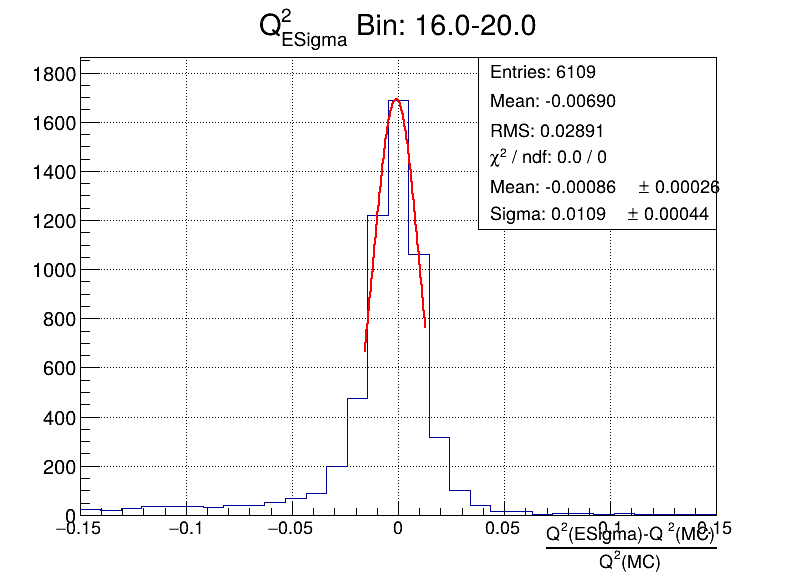 Q²ESigma Bin: 16.0-20.0
Entries: 6109
Mean: -0.00690
RMS: 0.02891
χ² / ndf: 0.0 / 0
Mean: -0.00086 ± 0.00026
Sigma: 0.0109 ± 0.00044
1800
1600
1400
1200
1000
800
600
400
200
0
−0.15 −0.1 −0.05 0 0.05 0.1 0.15
Q²(ESigma)-Q²(MC)
Q²(MC)